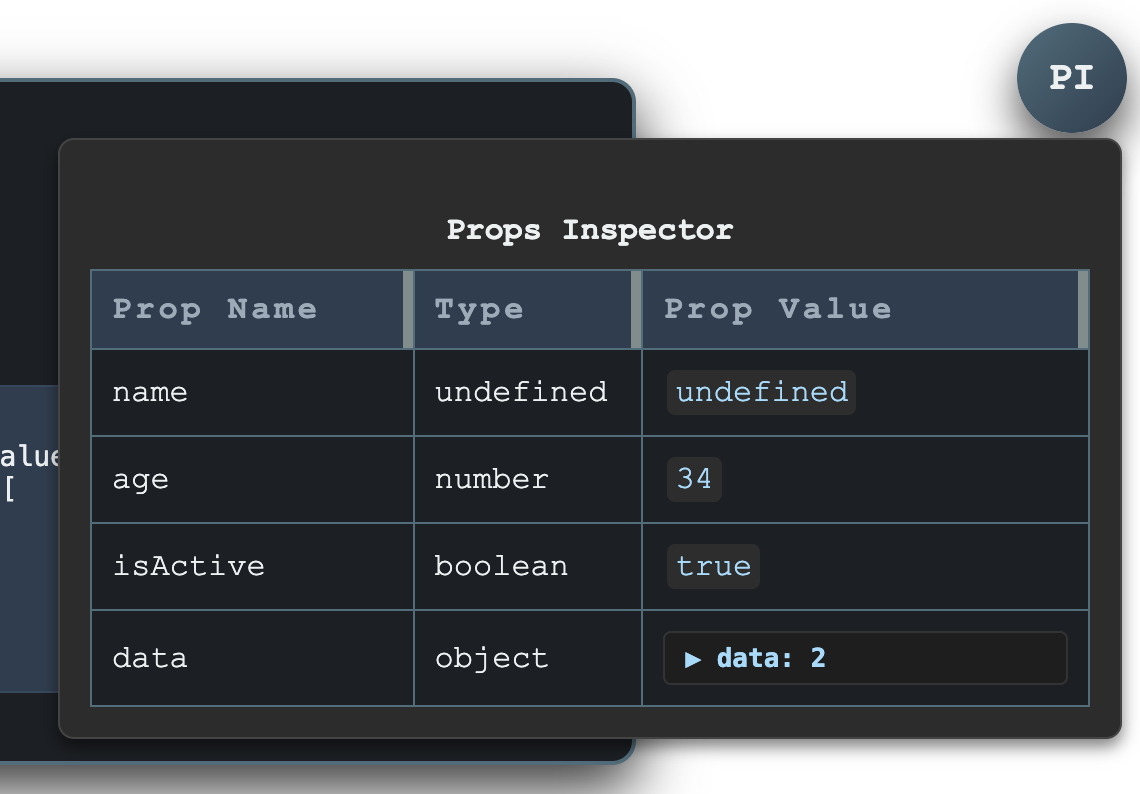 PI
Props Inspector
Prop Name Type Prop Value
name undefined undefined
age number 34
isActive boolean true
data object ▶ data: 2
alue
[